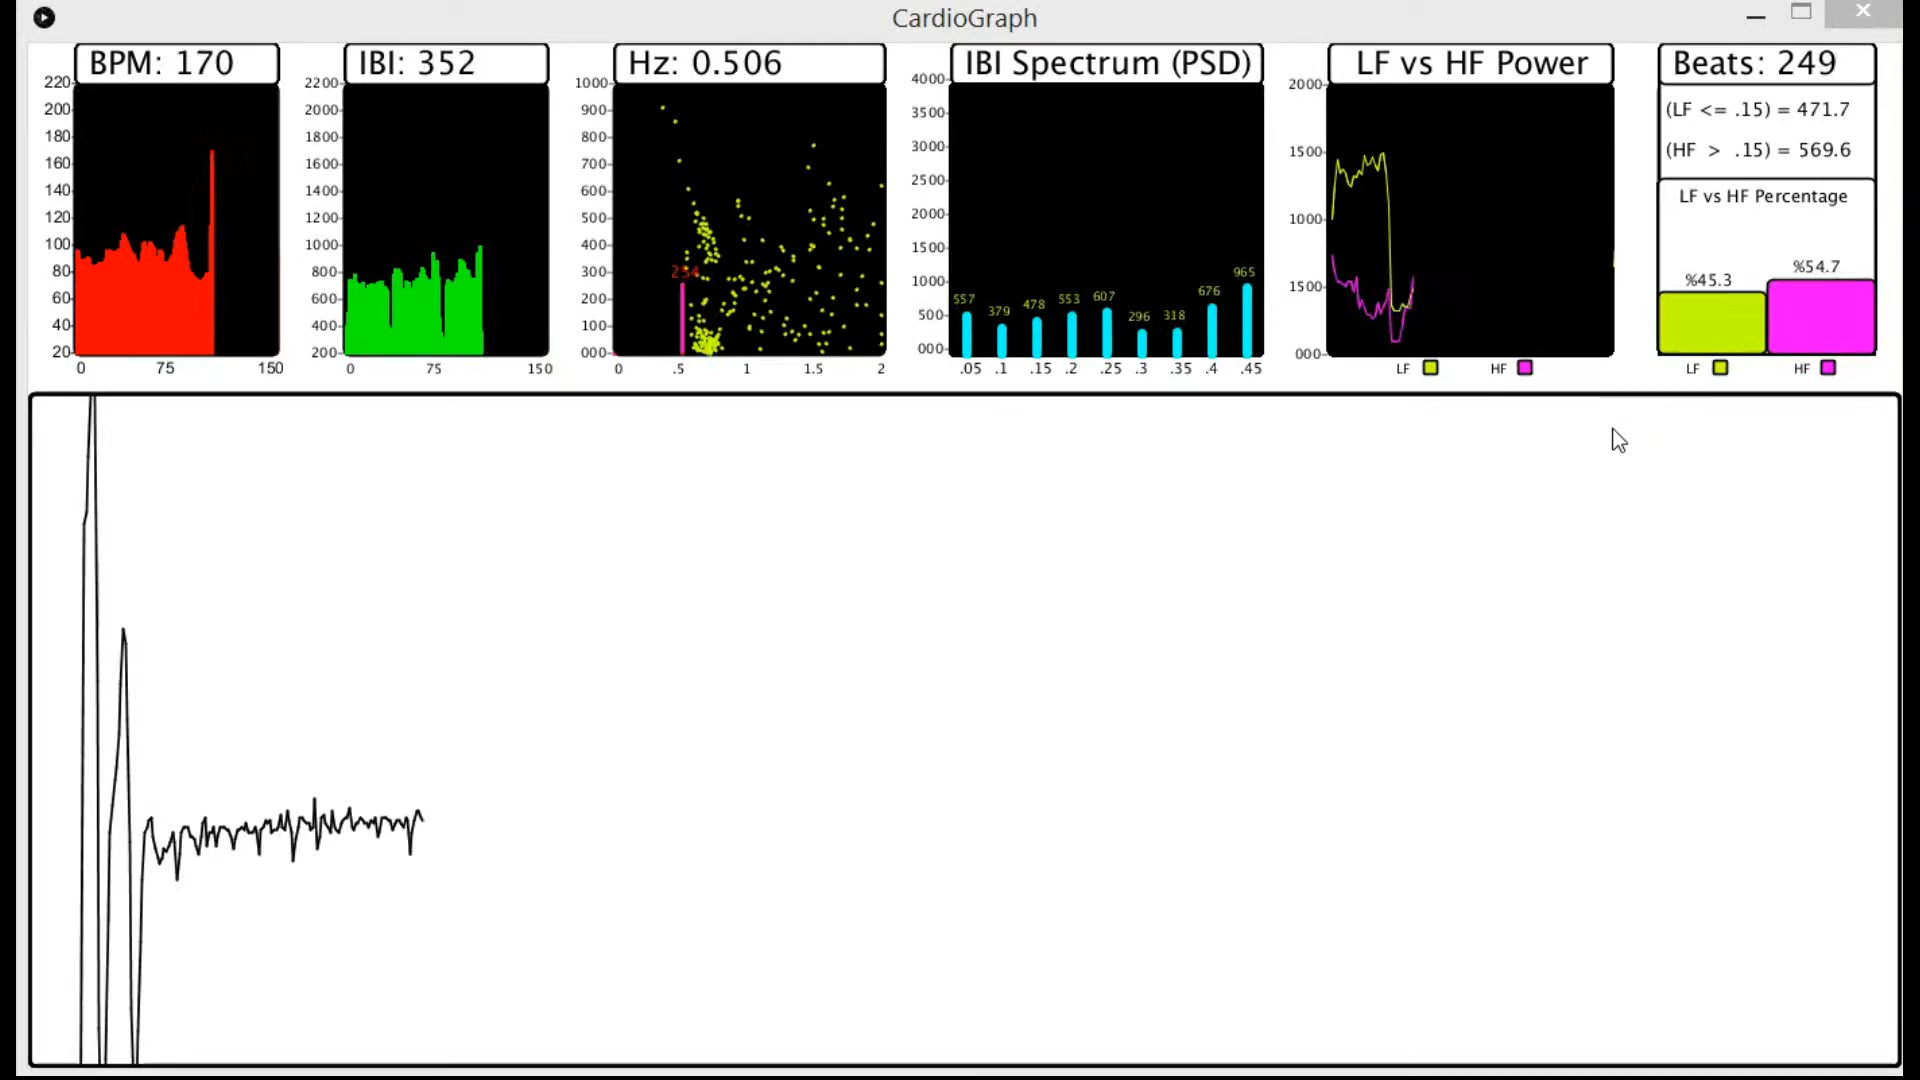 CardioGraph
BPM: 170
220
200
180
160
140
120
100
80
60
40
20
0 75 150
IBI: 352
2200
2000
1800
1600
1400
1200
1000
800
600
400
200
0 75 150
Hz: 0.506
1000
900
800
700
600
500
400
300
200
100
000
254
0 .5 1 1.5 2
IBI Spectrum (PSD)
4000
3500
3000
2500
2000
1500
1000
500
000
557 379 478 553 607 296 318 676 965
.05 .1 .15 .2 .25 .3 .35 .4 .45
LF vs HF Power
2000
1500
1000
1500
000
LF HF
Beats: 249
(LF <= .15) = 471.7
(HF > .15) = 569.6
LF vs HF Percentage
%45.3 %54.7
LF HF